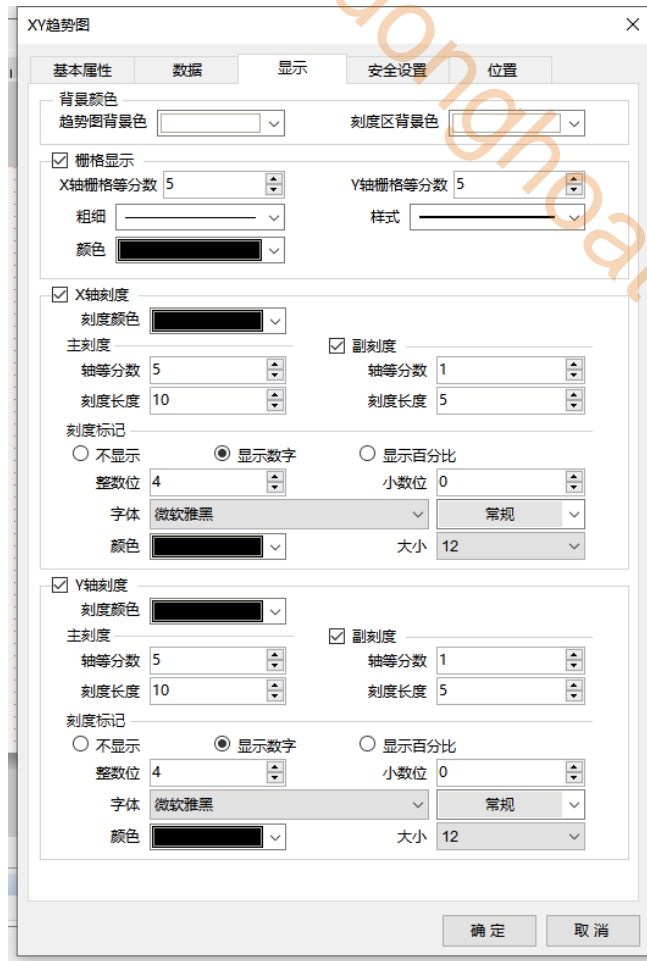 XY趋势图
基本属性 数据 显示 安全设置 位置
背景颜色
趋势图背景色 刻度区背景色
栅格显示
X轴栅格等分数 5 Y轴栅格等分数 5
粗细 样式
颜色
X轴刻度
刻度颜色
主刻度 副刻度
轴等分数 5 轴等分数 1
刻度长度 10 刻度长度 5
刻度标记
不显示 显示数字 显示百分比
整数位 4 小数位 0
字体 微软雅黑 常规
颜色 大小 12
Y轴刻度
刻度颜色
主刻度 副刻度
轴等分数 5 轴等分数 1
刻度长度 10 刻度长度 5
刻度标记
不显示 显示数字 显示百分比
整数位 4 小数位 0
字体 微软雅黑 常规
颜色 大小 12
确定 取消